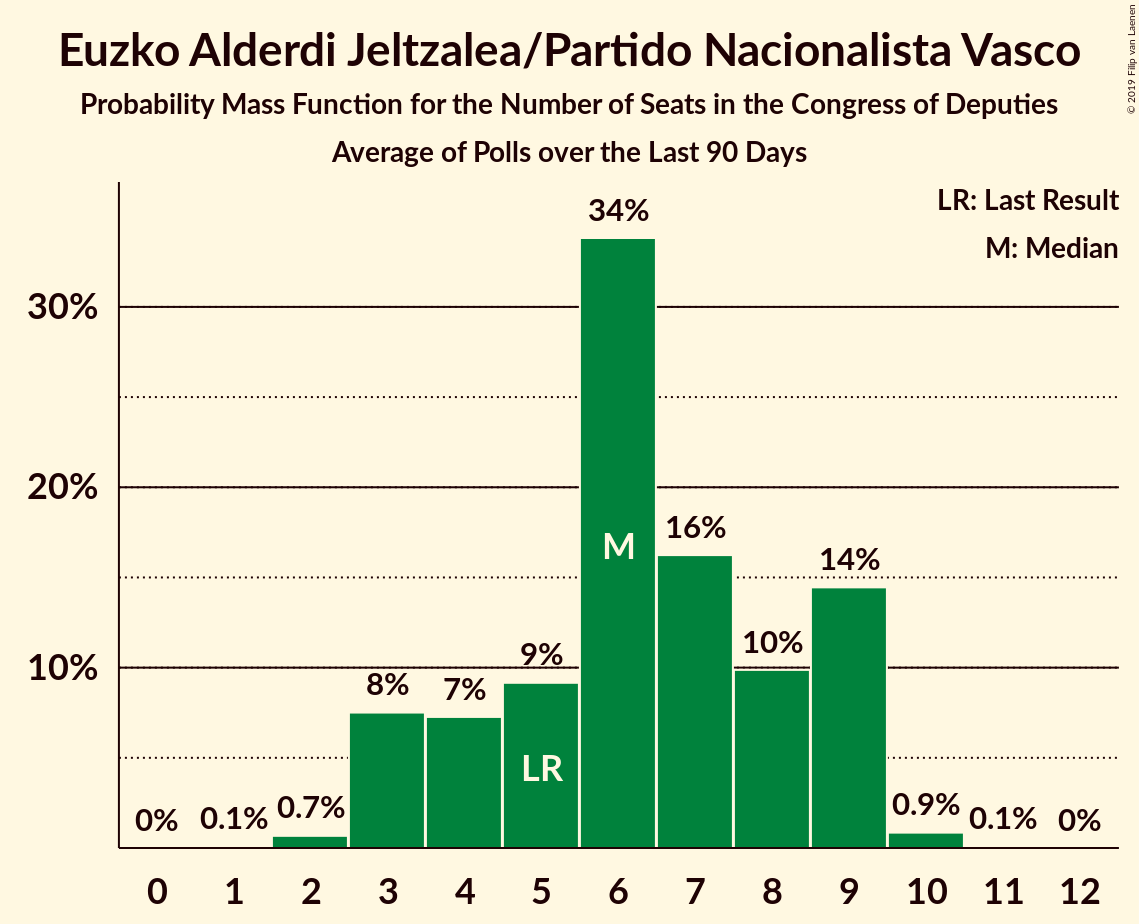 Euzko Alderdi Jeltzalea/Partido Nacionalista Vasco
Probability Mass Function for the Number of Seats in the Congress of Deputies
Average of Polls over the Last 90 Days
© 2019 Filip van Laenen
LR: Last Result
M: Median
30%
20%
10%
0%
0.1%
0.7%
8%
7%
9%
34%
16%
10%
14%
0.9%
0.1%
0%
LR
M
0 1 2 3 4 5 6 7 8 9 10 11 12